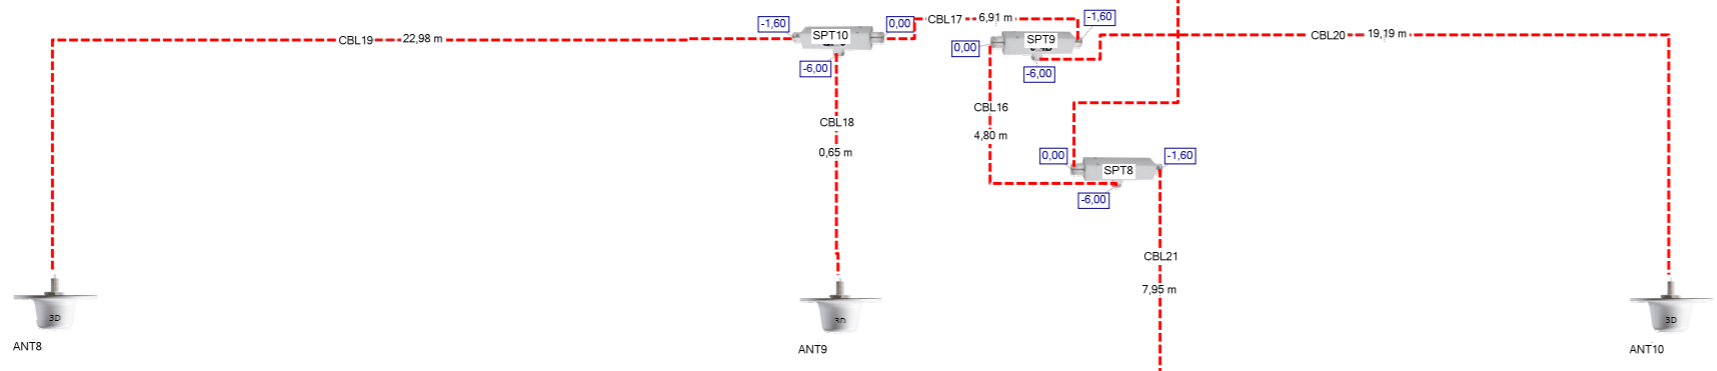 -1,60
SPT10
0,00
-6,00
CBL17
6,91 m
-1,60
SPT9
0,00
-6,00
CBL19
22,98 m
CBL20
19,19 m
CBL18
0,65 m
CBL16
4,80 m
0,00
-1,60
SPT8
-6,00
CBL21
7,95 m
3D
ANT8
ANT9
3D
ANT10